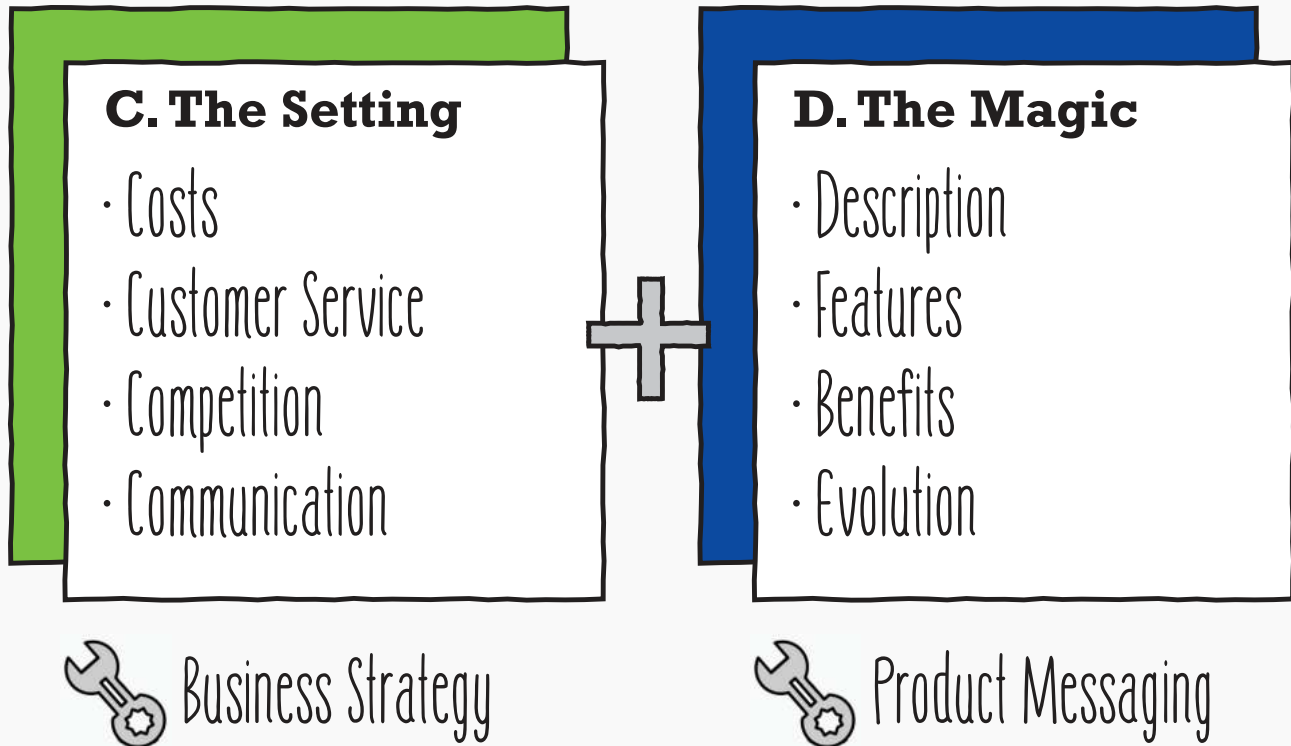 C. The Setting
· Costs
· Customer Service
· Competition
· Communication
Business Strategy
D. The Magic
· Description
· Features
· Benefits
· Evolution
Product Messaging